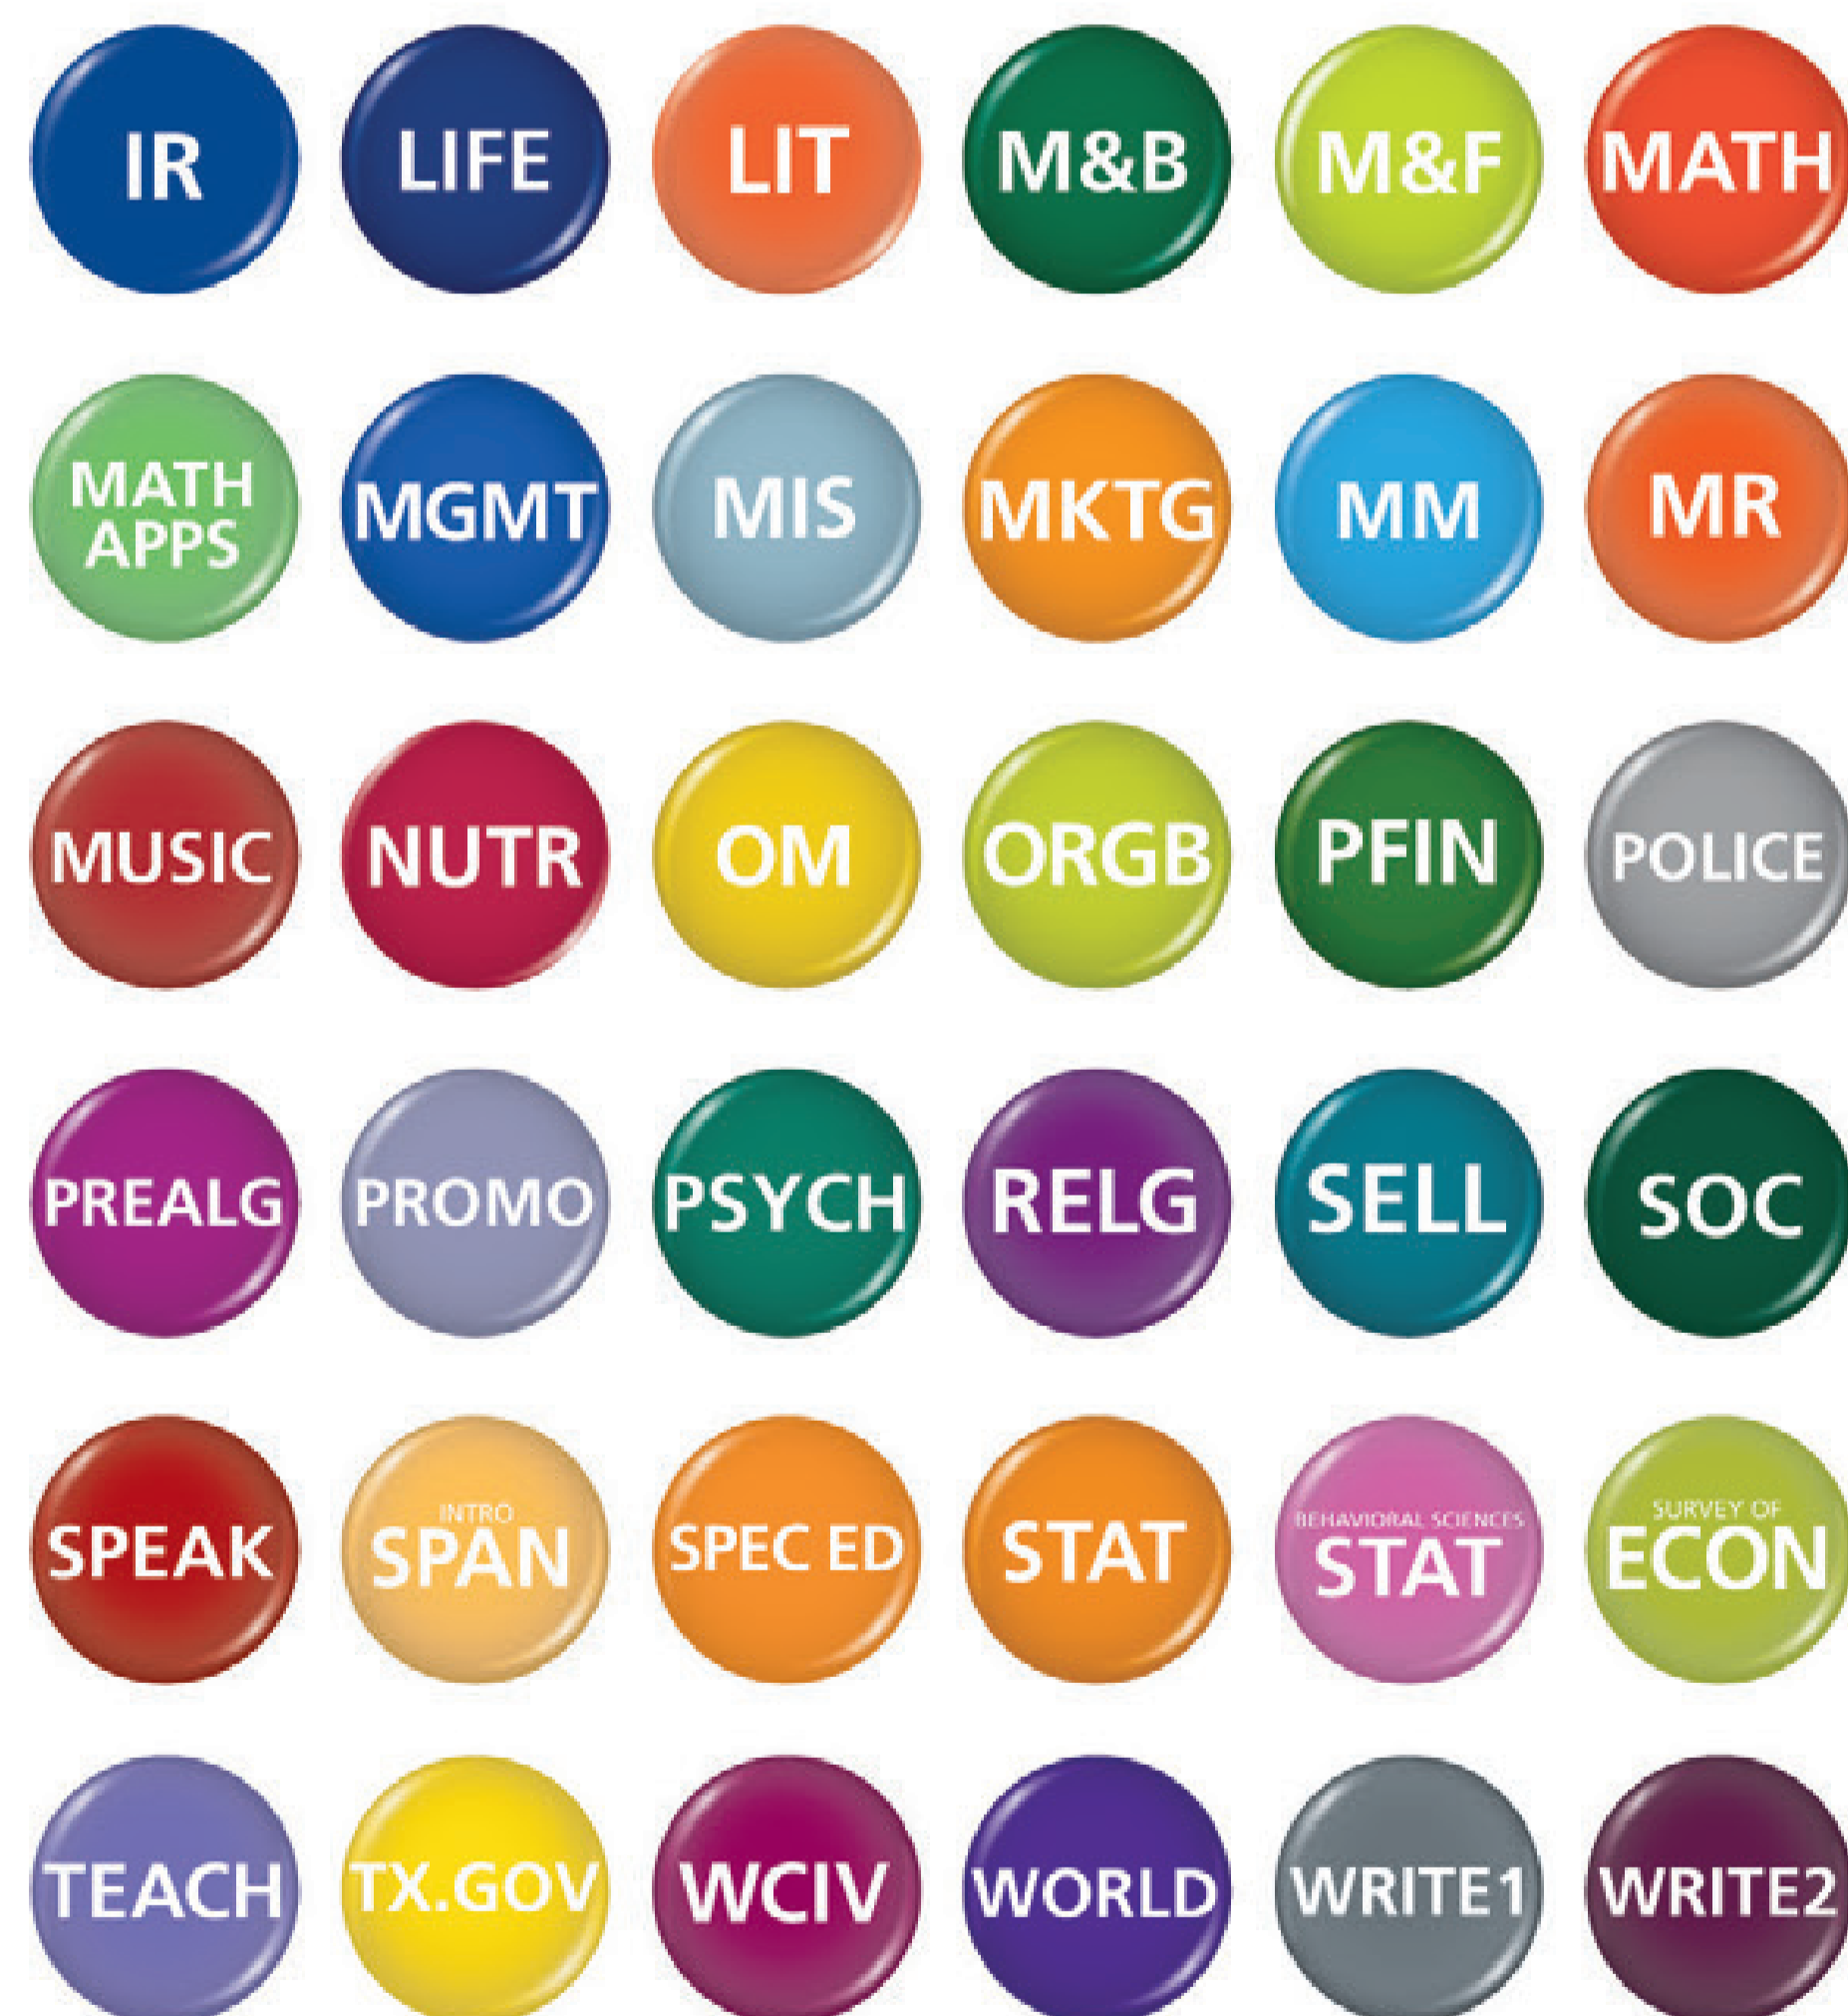 IR LIFE LIT M&B M&F MATH
MATH
APPS
MGMT MIS MKTG MM MR
MUSIC NUTR OM ORGB PFIN POLICE
PREALG PROMO PSYCH RELG SELL SOC
SPEAK
INTRO
SPAN
SPEC ED
STAT
BEHAVIORAL SCIENCES
STAT
SURVEY OF
ECON
TEACH TX.GOV WCIV WORLD WRITE1 WRITE2